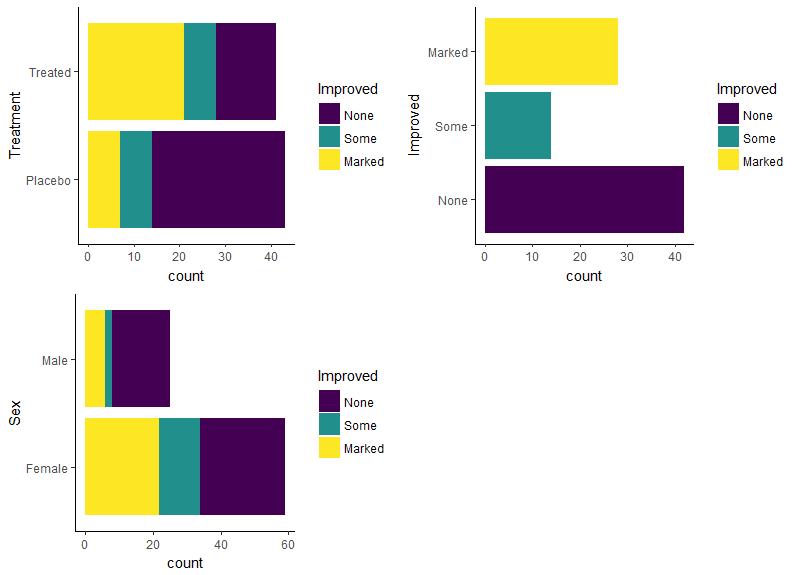 Treatment
Treated
Placebo
0 10 20 30 40
count
Improved
None
Some
Marked
Improved
Marked
Some
None
0 10 20 30 40
count
Improved
None
Some
Marked
Sex
Male
Female
0 20 40 60
count
Improved
None
Some
Marked